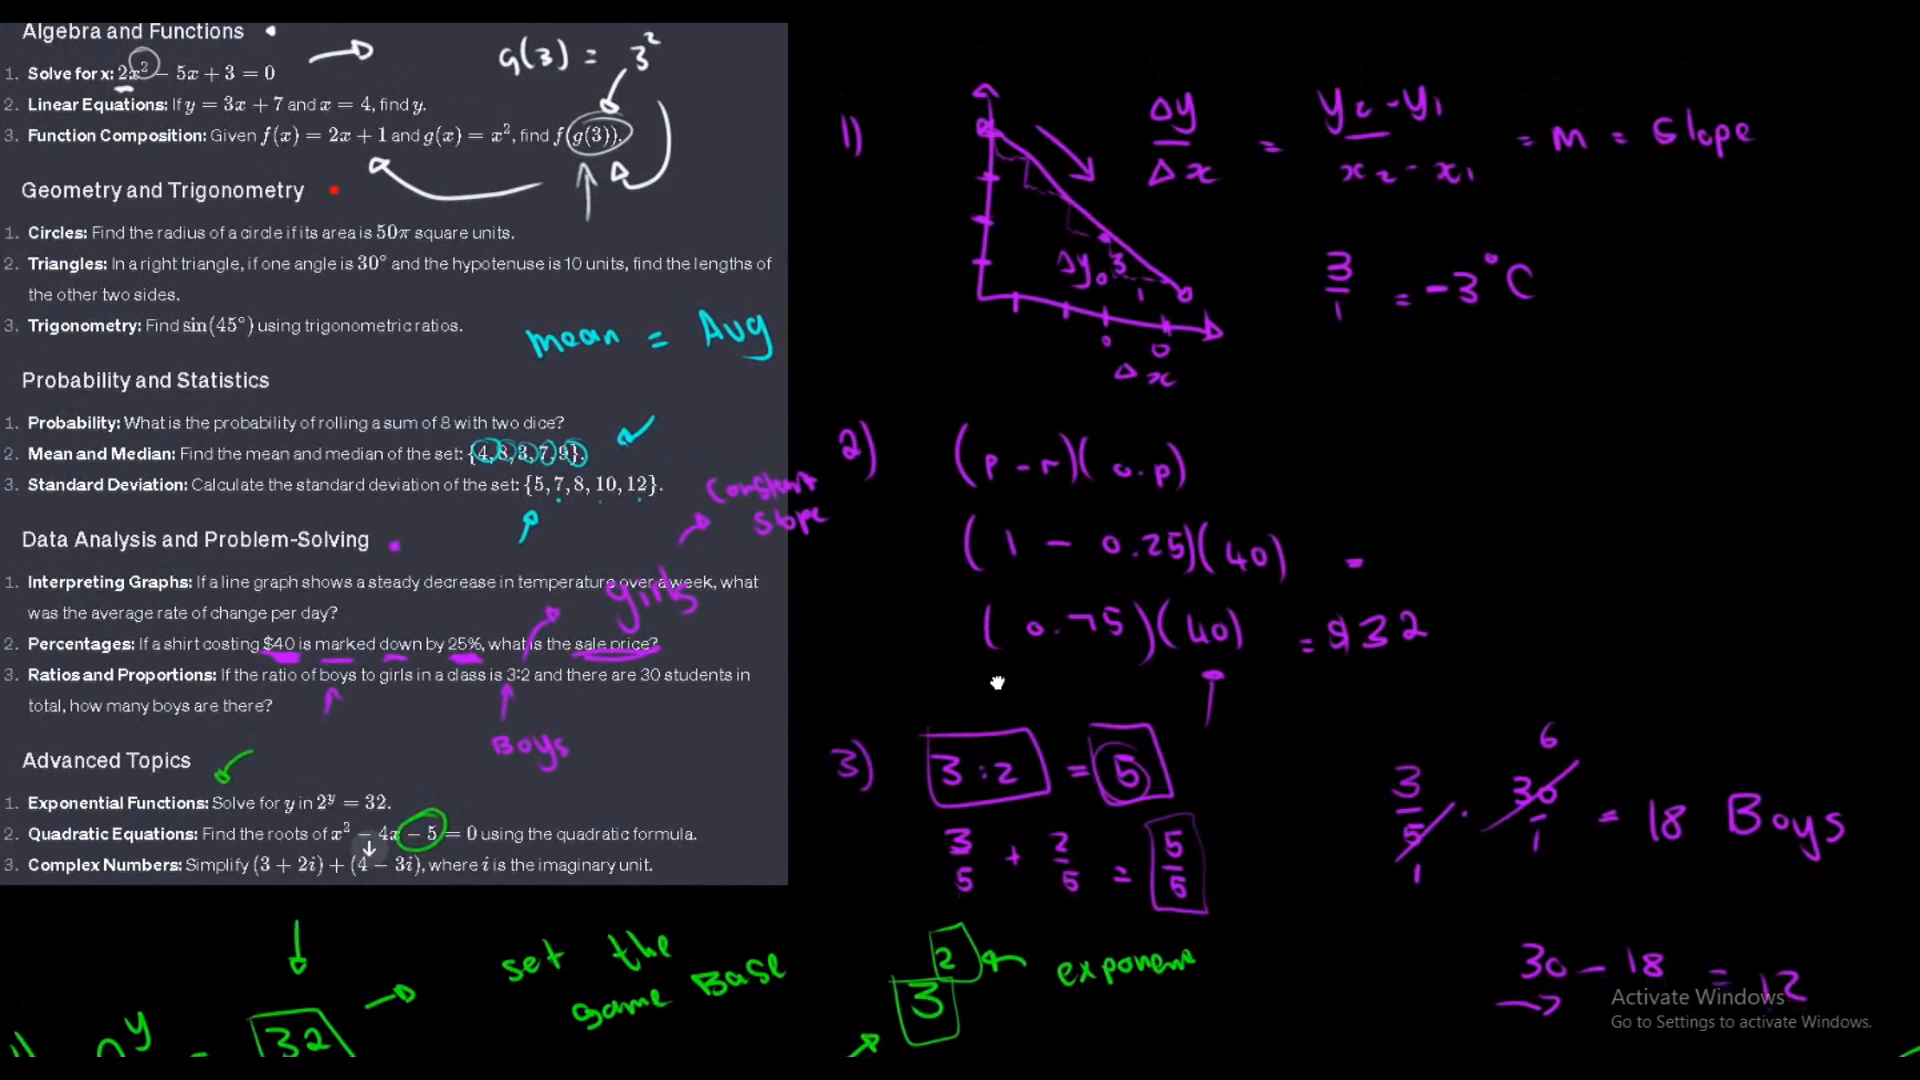 Algebra and Functions
g(3) = 3²
1. Solve for x: 2x² − 5x + 3 = 0
2. Linear Equations: If y = 3x + 7 and x = 4, find y.
3. Function Composition: Given f(x) = 2x + 1 and g(x) = x², find f(g(3)).
Geometry and Trigonometry
1. Circles: Find the radius of a circle if its area is 50π square units.
2. Triangles: In a right triangle, if one angle is 30° and the hypotenuse is 10 units, find the lengths of
the other two sides.
3. Trigonometry: Find sin(45°) using trigonometric ratios.
mean = Avg
Probability and Statistics
1. Probability: What is the probability of rolling a sum of 8 with two dice?
2. Mean and Median: Find the mean and median of the set: {4, 8, 3, 7, 9}.
3. Standard Deviation: Calculate the standard deviation of the set: {5, 7, 8, 10, 12}.
Constant
Slope
Data Analysis and Problem-Solving
1. Interpreting Graphs: If a line graph shows a steady decrease in temperature over a week, what
was the average rate of change per day?
girls
2. Percentages: If a shirt costing $40 is marked down by 25%, what is the sale price?
3. Ratios and Proportions: If the ratio of boys to girls in a class is 3:2 and there are 30 students in
total, how many boys are there?
Boys
Advanced Topics
1. Exponential Functions: Solve for y in 2^y = 32.
2. Quadratic Equations: Find the roots of x² − 4x − 5 = 0 using the quadratic formula.
3. Complex Numbers: Simplify (3 + 2i) + (4 − 3i), where i is the imaginary unit.
set the
same Base
= 32
1) Δy/Δx = y₂-y₁/x₂-x₁ = m = Slope
Δy 3
1
Δx
3/1 = -3°C
2) (p-r)(o.p)
(1 - 0.25)(40) =
(0.75)(40) = $32
3) 3:2 = 5
3/5 + 2/5 = 5/5
3/5 · 30/1 = 18 Boys
6
1
30 - 18 = 12
3²
exponent
Activate Windows
Go to Settings to activate Windows.